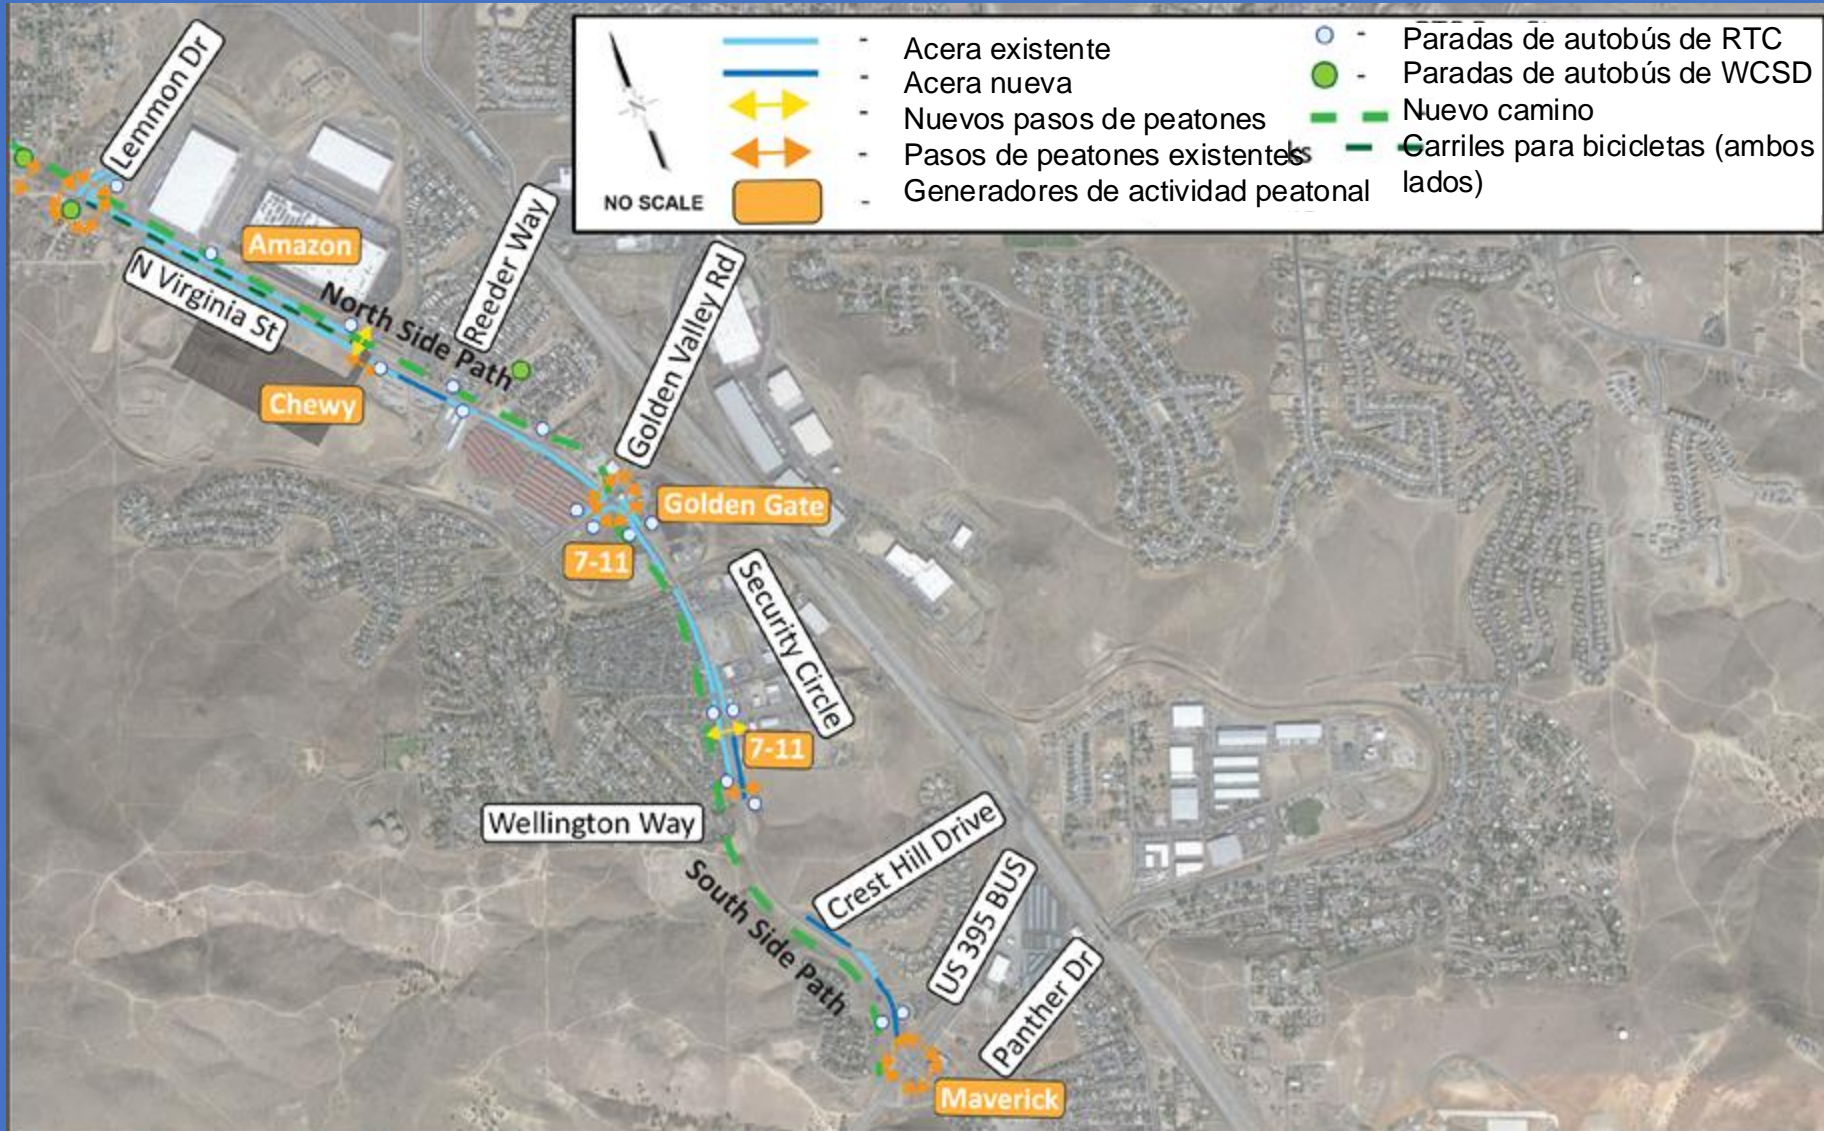 Acera existente
Acera nueva
Nuevos pasos de peatones
Pasos de peatones existentes
Generadores de actividad peatonal
NO SCALE
Paradas de autobús de RTC
Paradas de autobús de WCSD
Nuevo camino
ks
Carriles para bicicletas (ambos
lados)
Lemmon Dr
Amazon
N Virginia St
North Side Path
Reeder Way
Chewy
Golden Valley Rd
Golden Gate
7-11
Security Circle
7-11
Wellington Way
South Side Path
Crest Hill Drive
US 395 BUS
Panther Dr
Maverick